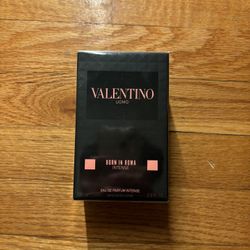 VALENTINO
UOMO
BORN IN ROMA
INTENSE
EAU DE PARFUM INTENSE